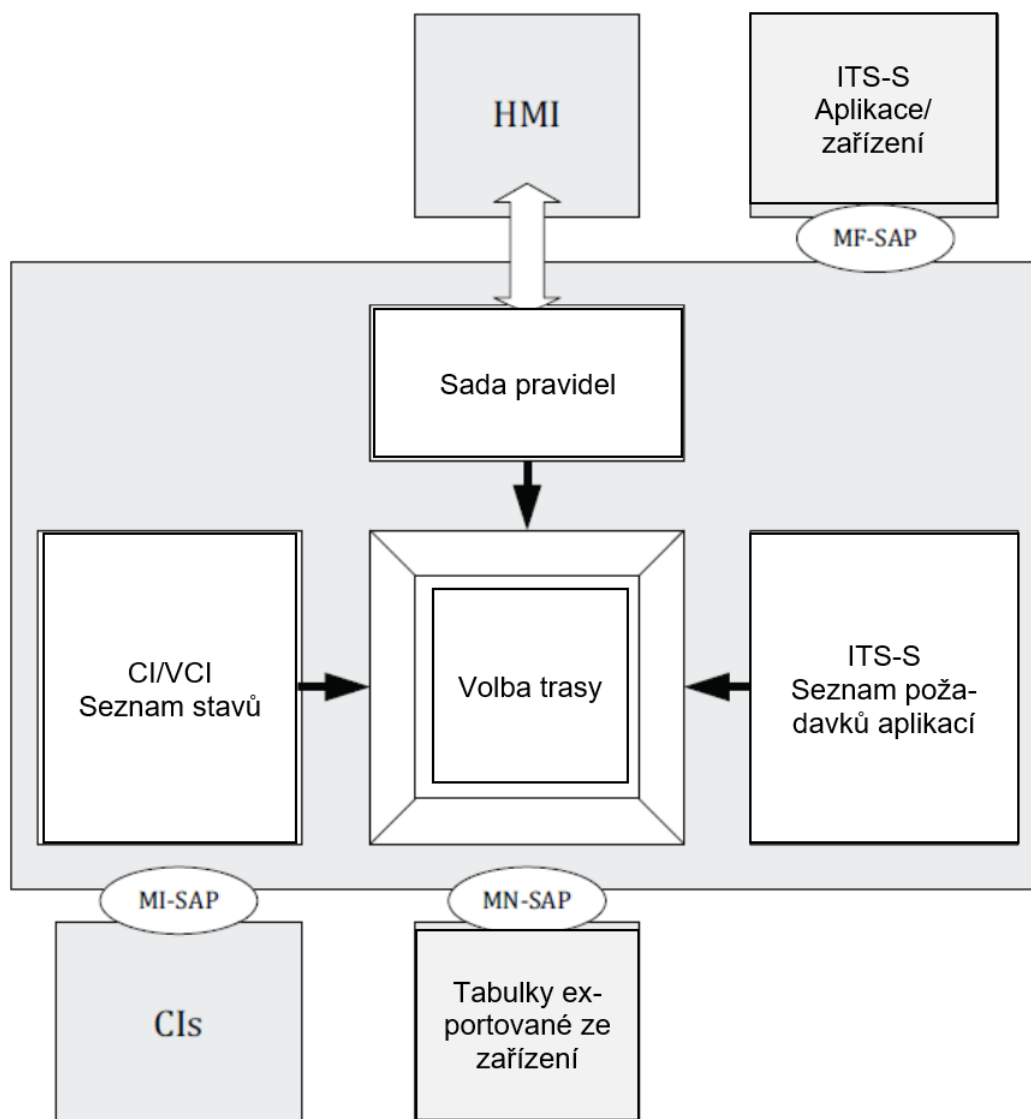 HMI
ITS-S
Aplikace/
zařízení
MF-SAP
Sada pravidel
CI/VCI
Seznam stavů
Volba trasy
ITS-S
Seznam poža-
davků aplikací
MI-SAP
MN-SAP
CIs
Tabulky ex-
portované ze
zařízení